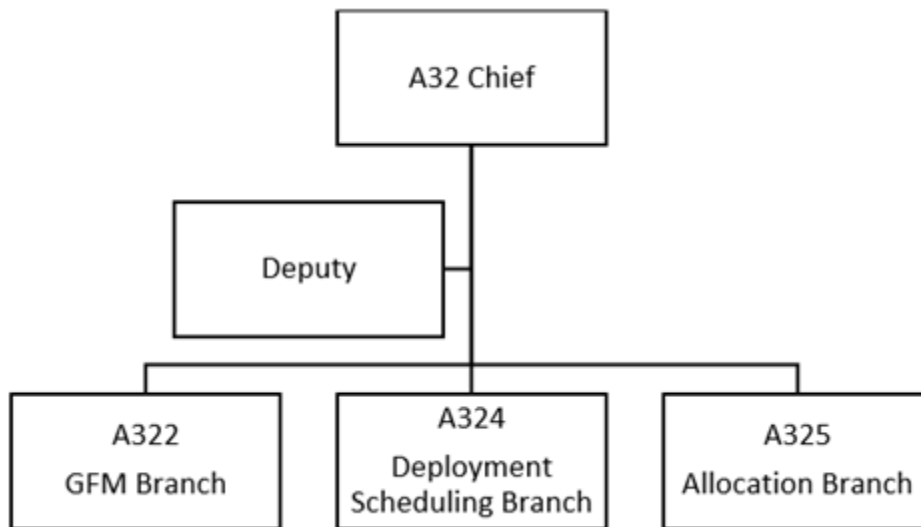 A32 Chief
Deputy
A322
GFM Branch
A324
Deployment
Scheduling Branch
A325
Allocation Branch